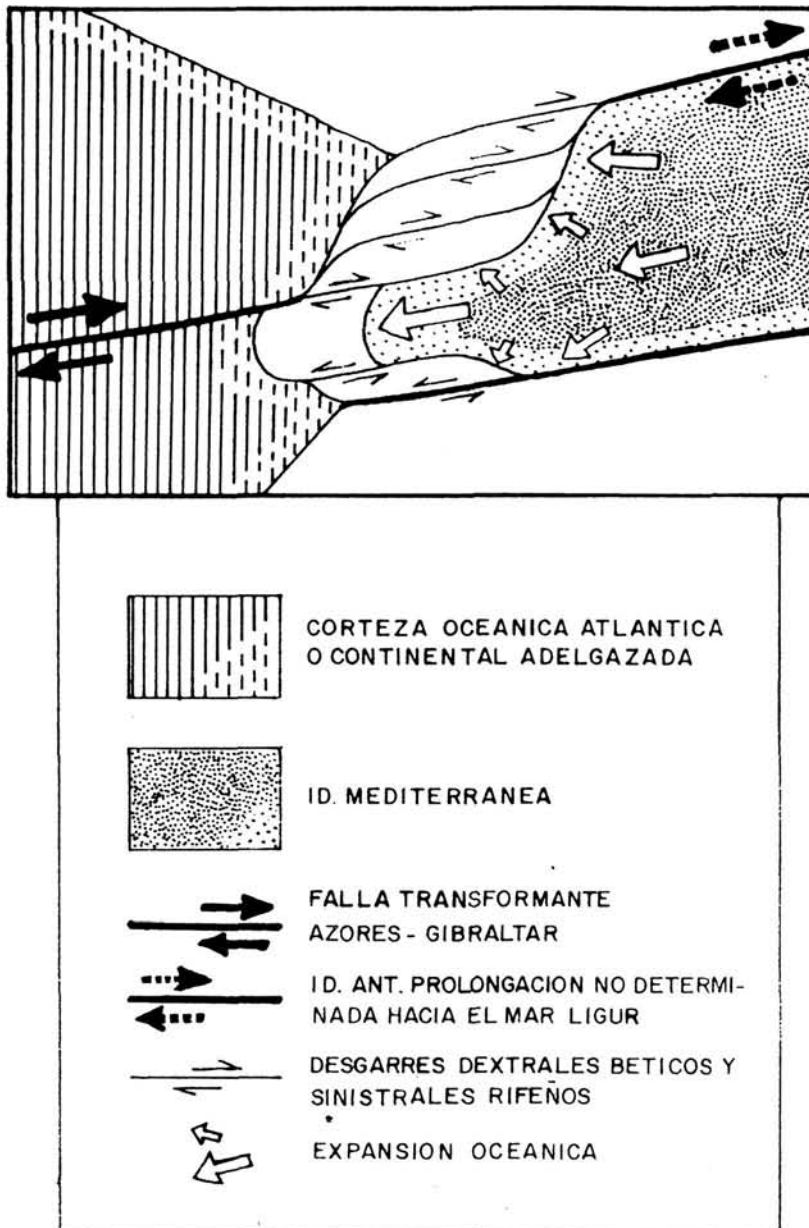 CORTEZA OCEANICA ATLANTICA
O CONTINENTAL ADELGAZADA
ID. MEDITERRANEA
FALLA TRANSFORMANTE
AZORES - GIBRALTAR
ID. ANT. PROLONGACION NO DETERMI-
NADA HACIA EL MAR LIGUR
DESGARRES DEXTRALES BETICOS Y
SINISTRALES RIFEÑOS
EXPANSION OCEANICA